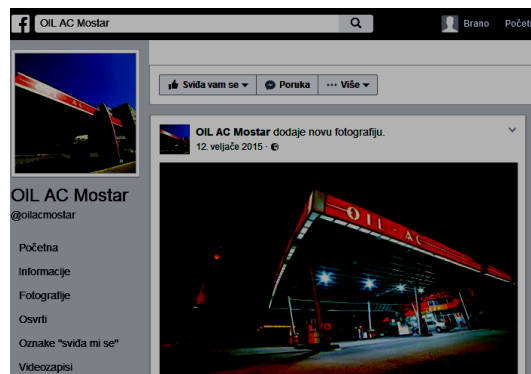 OIL AC Mostar
Brano Počet
Sviđa vam se
Poruka
Više
OIL AC Mostar dodaje novu fotografiju.
12. veljače 2015
OIL - AC
OIL AC Mostar
@oilacmostar
Početna
Informacije
Fotografije
Osvrti
Oznake "sviđa mi se"
Videozapisi